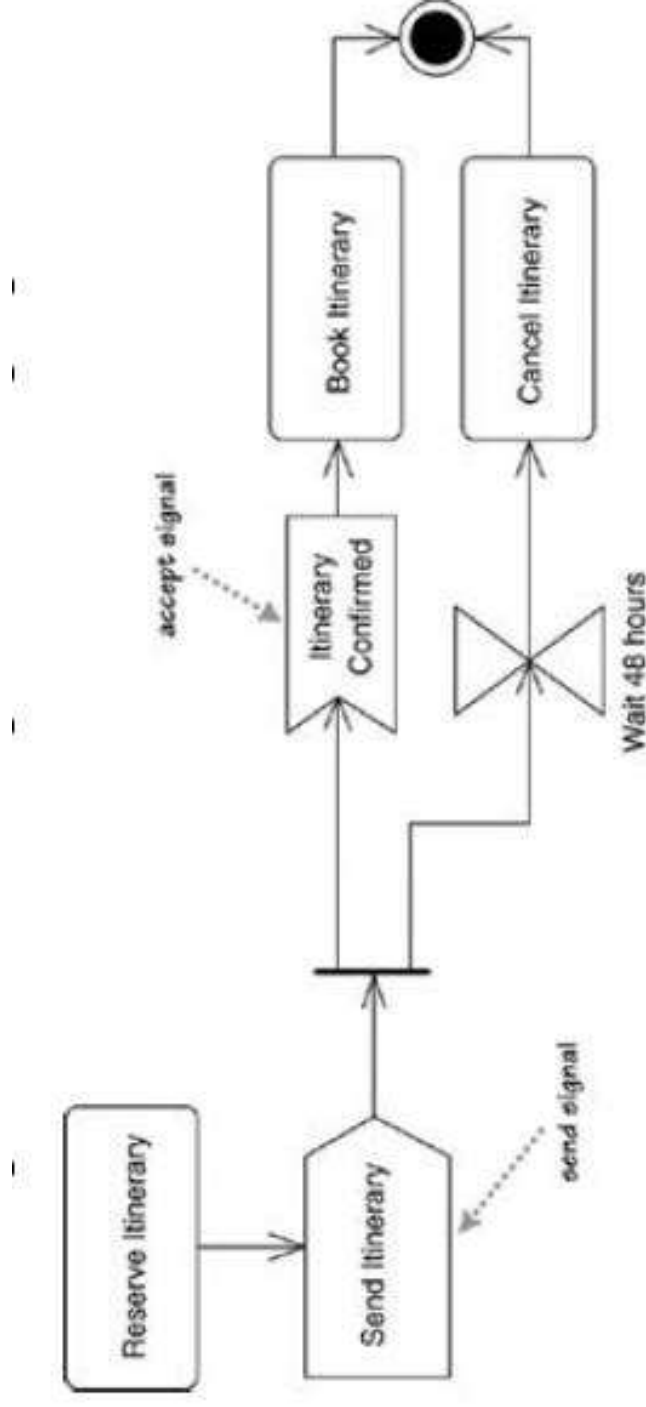 Reserve Itinerary
Send Itinerary
send signal
accept signal
Itinerary
Confirmed
Wait 48 hours
Book Itinerary
Cancel Itinerary